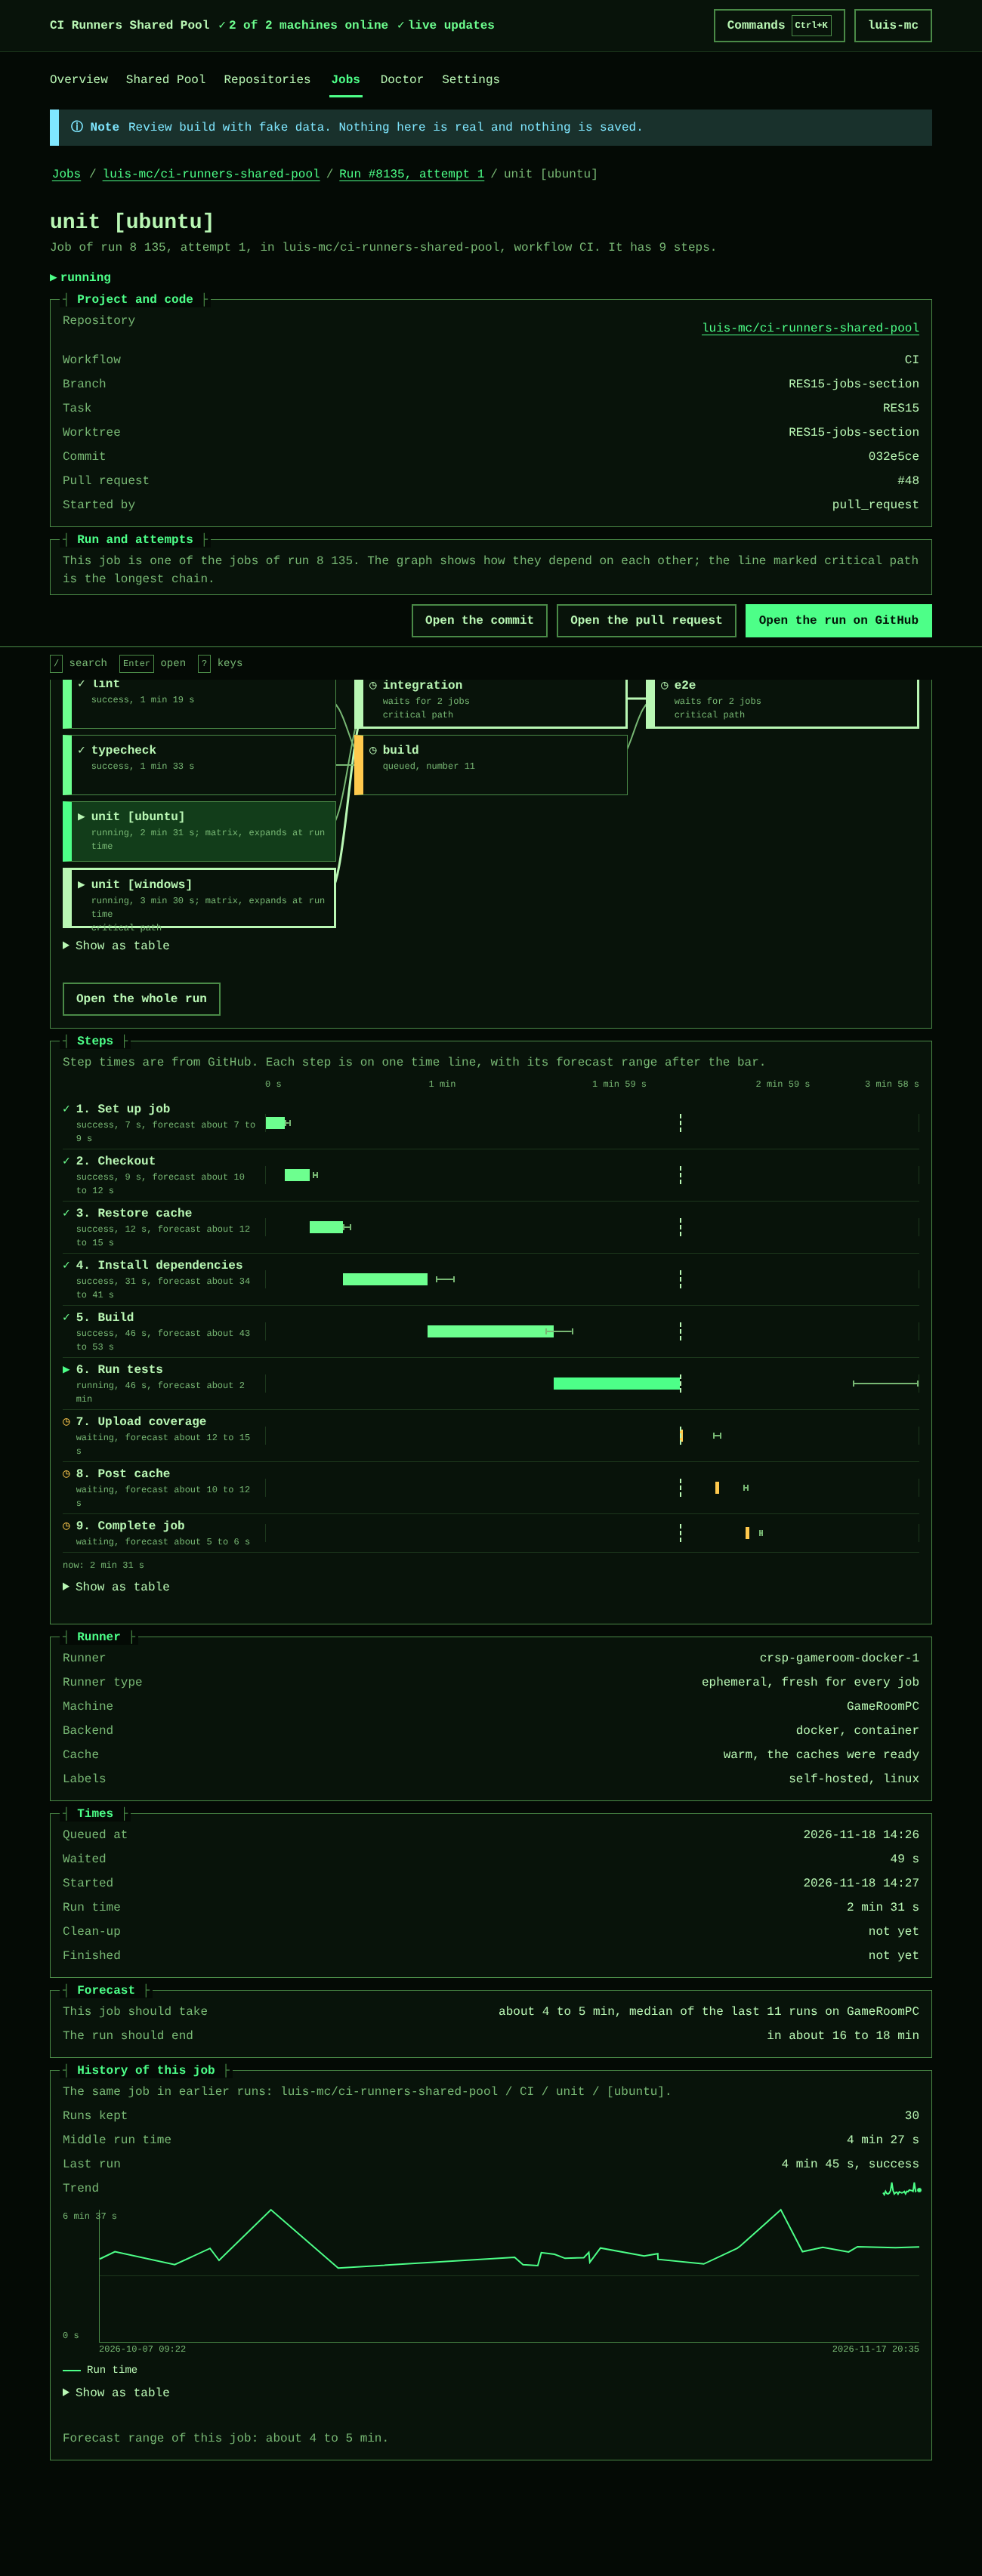 CI Runners Shared Pool ✓ 2 of 2 machines online ✓ live updates
Commands Ctrl+K
luis-mc
Overview Shared Pool Repositories Jobs Doctor Settings
ⓘ Note Review build with fake data. Nothing here is real and nothing is saved.
Jobs / luis-mc/ci-runners-shared-pool / Run #8135, attempt 1 / unit [ubuntu]
unit [ubuntu]
Job of run 8 135, attempt 1, in luis-mc/ci-runners-shared-pool, workflow CI. It has 9 steps.
▶ running
Project and code
Repository luis-mc/ci-runners-shared-pool
Workflow CI
Branch RES15-jobs-section
Task RES15
Worktree RES15-jobs-section
Commit 032e5ce
Pull request #48
Started by pull_request
Run and attempts
This job is one of the jobs of run 8 135. The graph shows how they depend on each other; the line marked critical path
is the longest chain.
Open the commit
Open the pull request
Open the run on GitHub
/ search Enter open ? keys
✓ lint
success, 1 min 19 s
◷ integration
waits for 2 jobs
critical path
◷ e2e
waits for 2 jobs
critical path
✓ typecheck
success, 1 min 33 s
◷ build
queued, number 11
▶ unit [ubuntu]
running, 2 min 31 s; matrix, expands at run
time
▶ unit [windows]
running, 3 min 30 s; matrix, expands at run
time
critical path
▶ Show as table
Open the whole run
Steps
Step times are from GitHub. Each step is on one time line, with its forecast range after the bar.
0 s 1 min 1 min 59 s 2 min 59 s 3 min 58 s
✓ 1. Set up job
success, 7 s, forecast about 7 to
9 s
✓ 2. Checkout
success, 9 s, forecast about 10
to 12 s
✓ 3. Restore cache
success, 12 s, forecast about 12
to 15 s
✓ 4. Install dependencies
success, 31 s, forecast about 34
to 41 s
✓ 5. Build
success, 46 s, forecast about 43
to 53 s
▶ 6. Run tests
running, 46 s, forecast about 2
min
◷ 7. Upload coverage
waiting, forecast about 12 to 15
s
◷ 8. Post cache
waiting, forecast about 10 to 12
s
◷ 9. Complete job
waiting, forecast about 5 to 6 s
now: 2 min 31 s
▶ Show as table
Runner
Runner crsp-gameroom-docker-1
Runner type ephemeral, fresh for every job
Machine GameRoomPC
Backend docker, container
Cache warm, the caches were ready
Labels self-hosted, linux
Times
Queued at 2026-11-18 14:26
Waited 49 s
Started 2026-11-18 14:27
Run time 2 min 31 s
Clean-up not yet
Finished not yet
Forecast
This job should take about 4 to 5 min, median of the last 11 runs on GameRoomPC
The run should end in about 16 to 18 min
History of this job
The same job in earlier runs: luis-mc/ci-runners-shared-pool / CI / unit / [ubuntu].
Runs kept 30
Middle run time 4 min 27 s
Last run 4 min 45 s, success
Trend
6 min 37 s
0 s
2026-10-07 09:22 2026-11-17 20:35
Run time
▶ Show as table
Forecast range of this job: about 4 to 5 min.